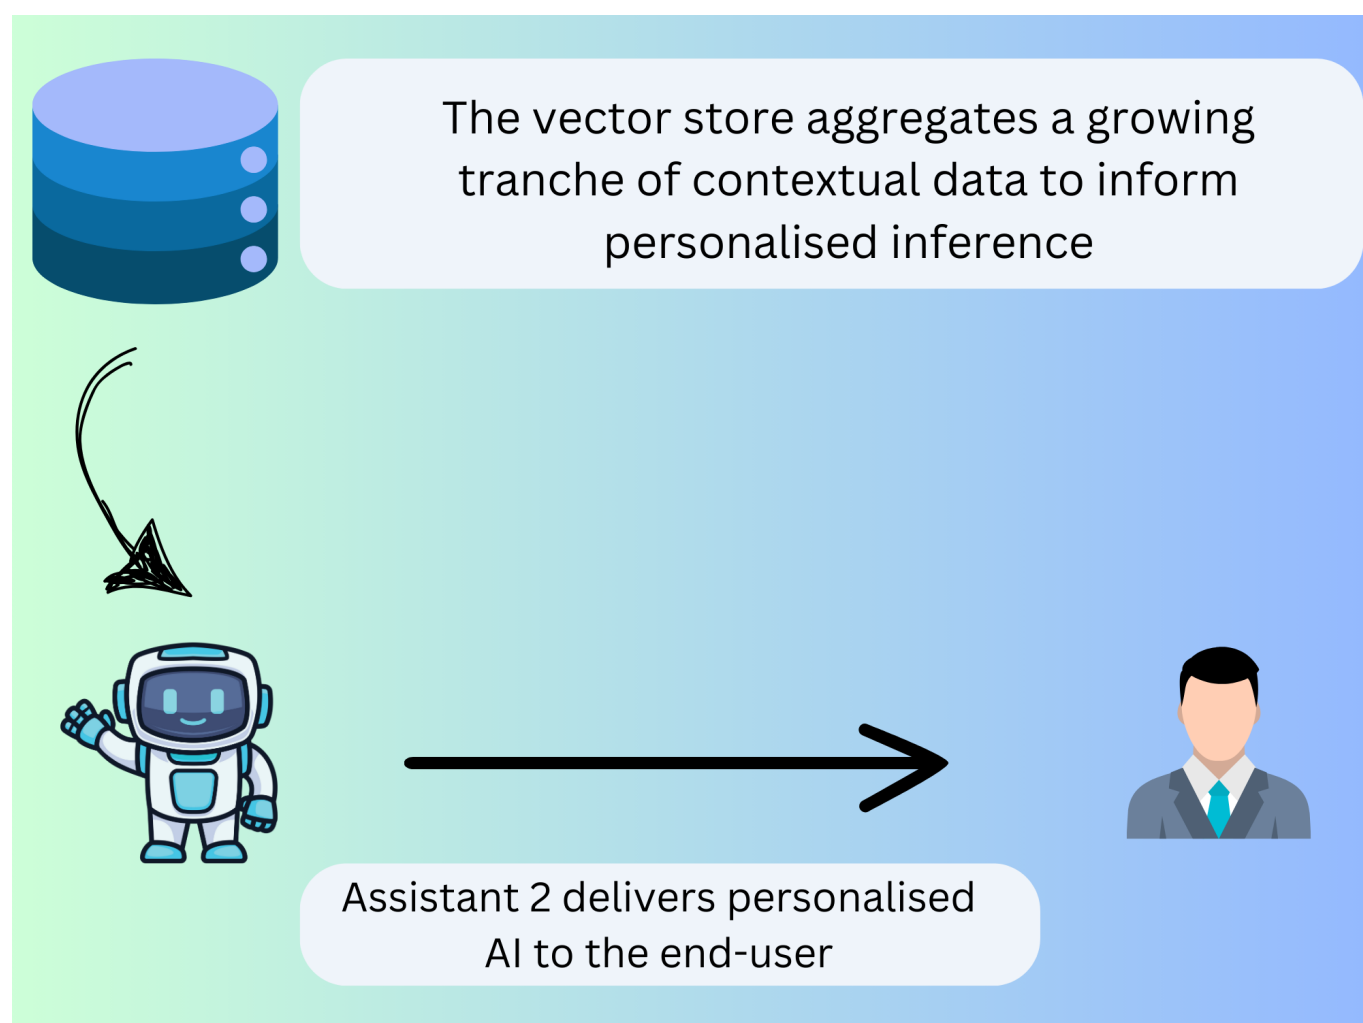 The vector store aggregates a growing
tranche of contextual data to inform
personalised inference
Assistant 2 delivers personalised
AI to the end-user